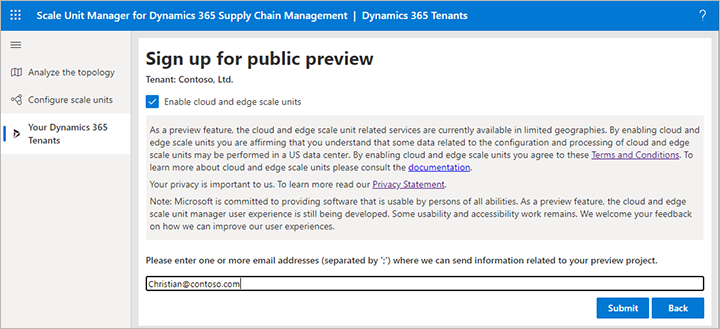 Scale Unit Manager for Dynamics 365 Supply Chain Management | Dynamics 365 Tenants ?
Analyze the topology
Configure scale units
Your Dynamics 365
Tenants
Sign up for public preview
Tenant: Contoso, Ltd.
Enable cloud and edge scale units
As a preview feature, the cloud and edge scale unit related services are currently available in limited geographies. By enabling cloud and
edge scale units you are affirming that you understand that some data related to the configuration and processing of cloud and edge
scale units may be performed in a US data center. By enabling cloud and edge scale units you agree to these Terms and Conditions. To
learn more about cloud and edge scale units please consult the documentation.
Your privacy is important to us. To learn more read our Privacy Statement.
Note: Microsoft is committed to providing software that is usable by persons of all abilities. As a preview feature, the cloud and edge
scale unit manager user experience is still being developed. Some usability and accessibility work remains. We welcome your feedback
on how we can improve our user experiences.
Please enter one or more email addresses (separated by ';') where we can send information related to your preview project.
Christian@contoso.com
Submit Back